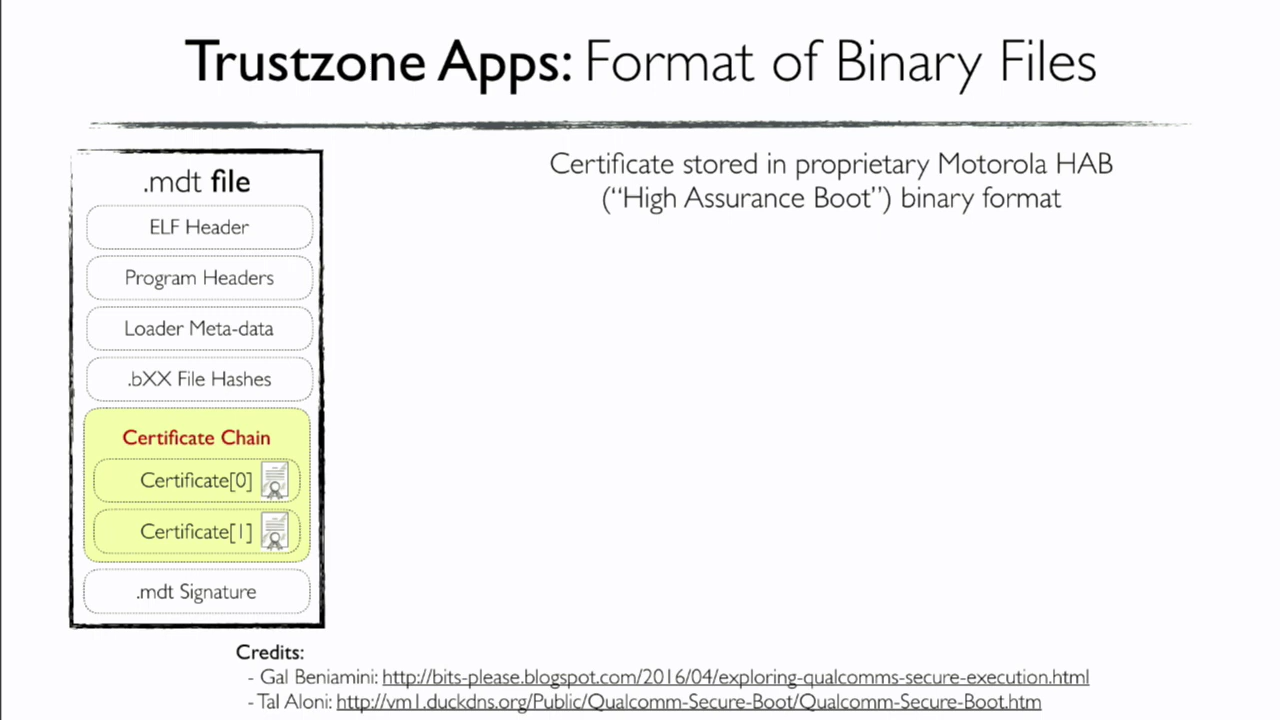 Trustzone Apps: Format of Binary Files
.mdt file
ELF Header
Program Headers
Loader Meta-data
.bXX File Hashes
Certificate Chain
Certificate[0]
Certificate[1]
.mdt Signature
Certificate stored in proprietary Motorola HAB
(“High Assurance Boot”) binary format
Credits:
- Gal Beniamini: http://bits-please.blogspot.com/2016/04/exploring-qualcomms-secure-execution.html
- Tal Aloni: http://vm1.duckdns.org/Public/Qualcomm-Secure-Boot/Qualcomm-Secure-Boot.htm